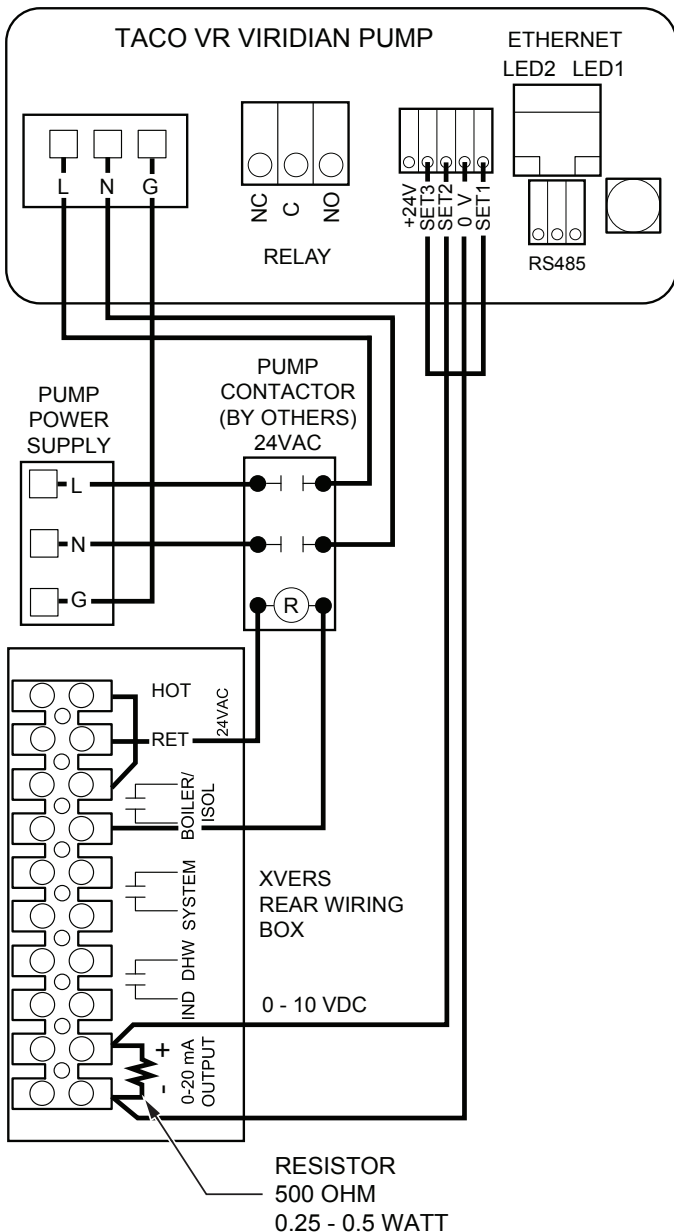 TACO VR VIRIDIAN PUMP
ETHERNET
LED2 LED1
L N G
NC
C
NO
RELAY
+24V
SET3
SET2
0 V
SET1
RS485
PUMP
POWER
SUPPLY
L
N
G
PUMP
CONTACTOR
(BY OTHERS)
24VAC
R
HOT
RET
24VAC
BOILER/
ISOL
SYSTEM
DHW
IND
+
-
0-20 mA
OUTPUT
XVERS
REAR WIRING
BOX
0 - 10 VDC
RESISTOR
500 OHM
0.25 - 0.5 WATT